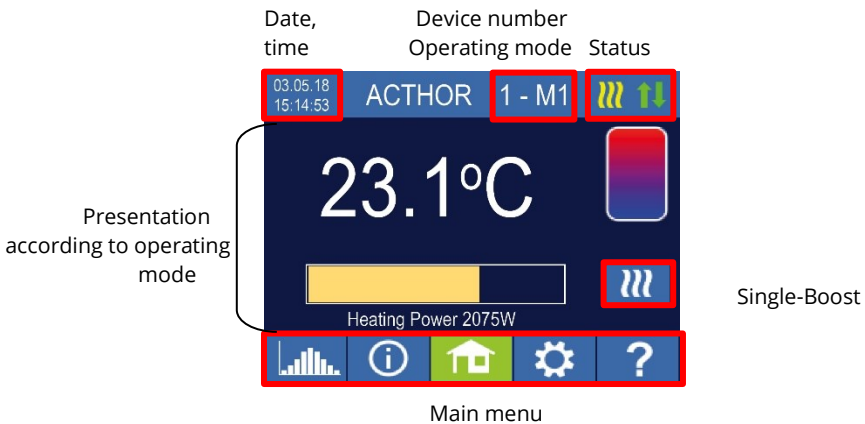 Date,
time
Device number
Operating mode
Status
03.05.18
15:14:53
ACTHOR
1 - M1
23.1°C
Presentation
according to operating
mode
Single-Boost
Heating Power 2075W
i
?
Main menu